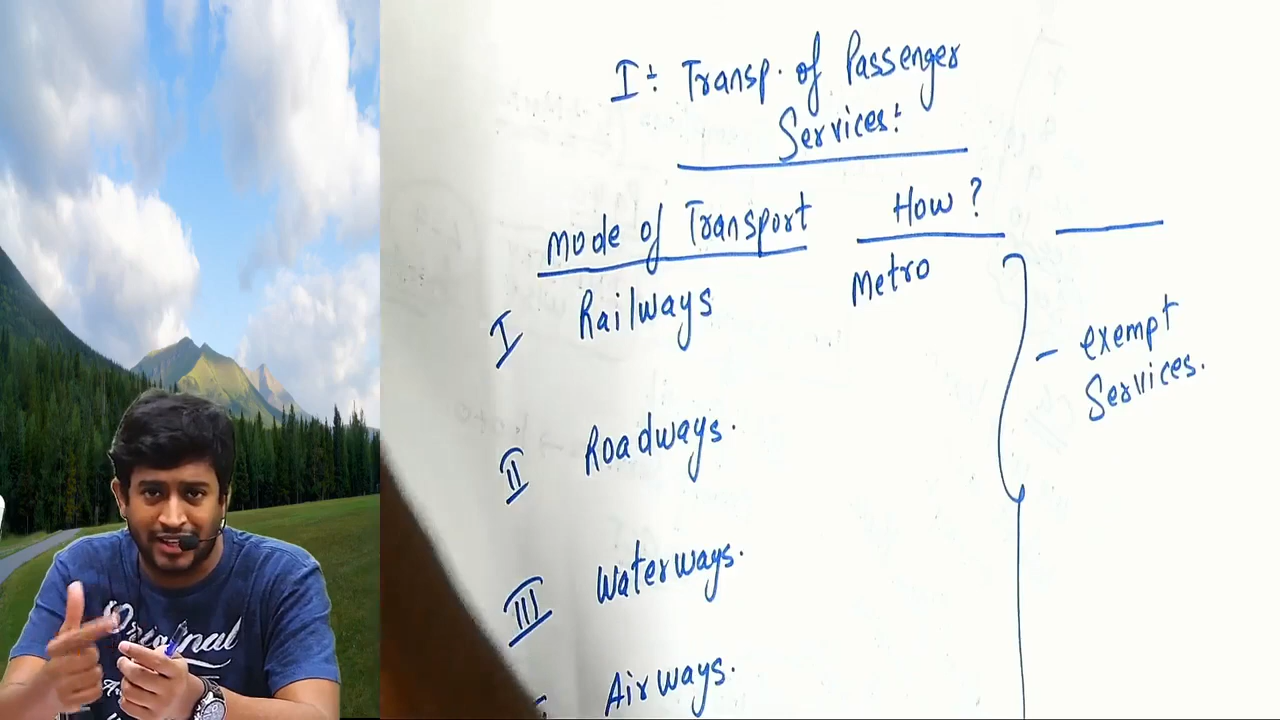 I:- Transp. of Passenger
Services:-
Mode of Transport How ?
I Railways Metro
- exempt
Services.
II Roadways.
III Waterways.
Airways.
Original